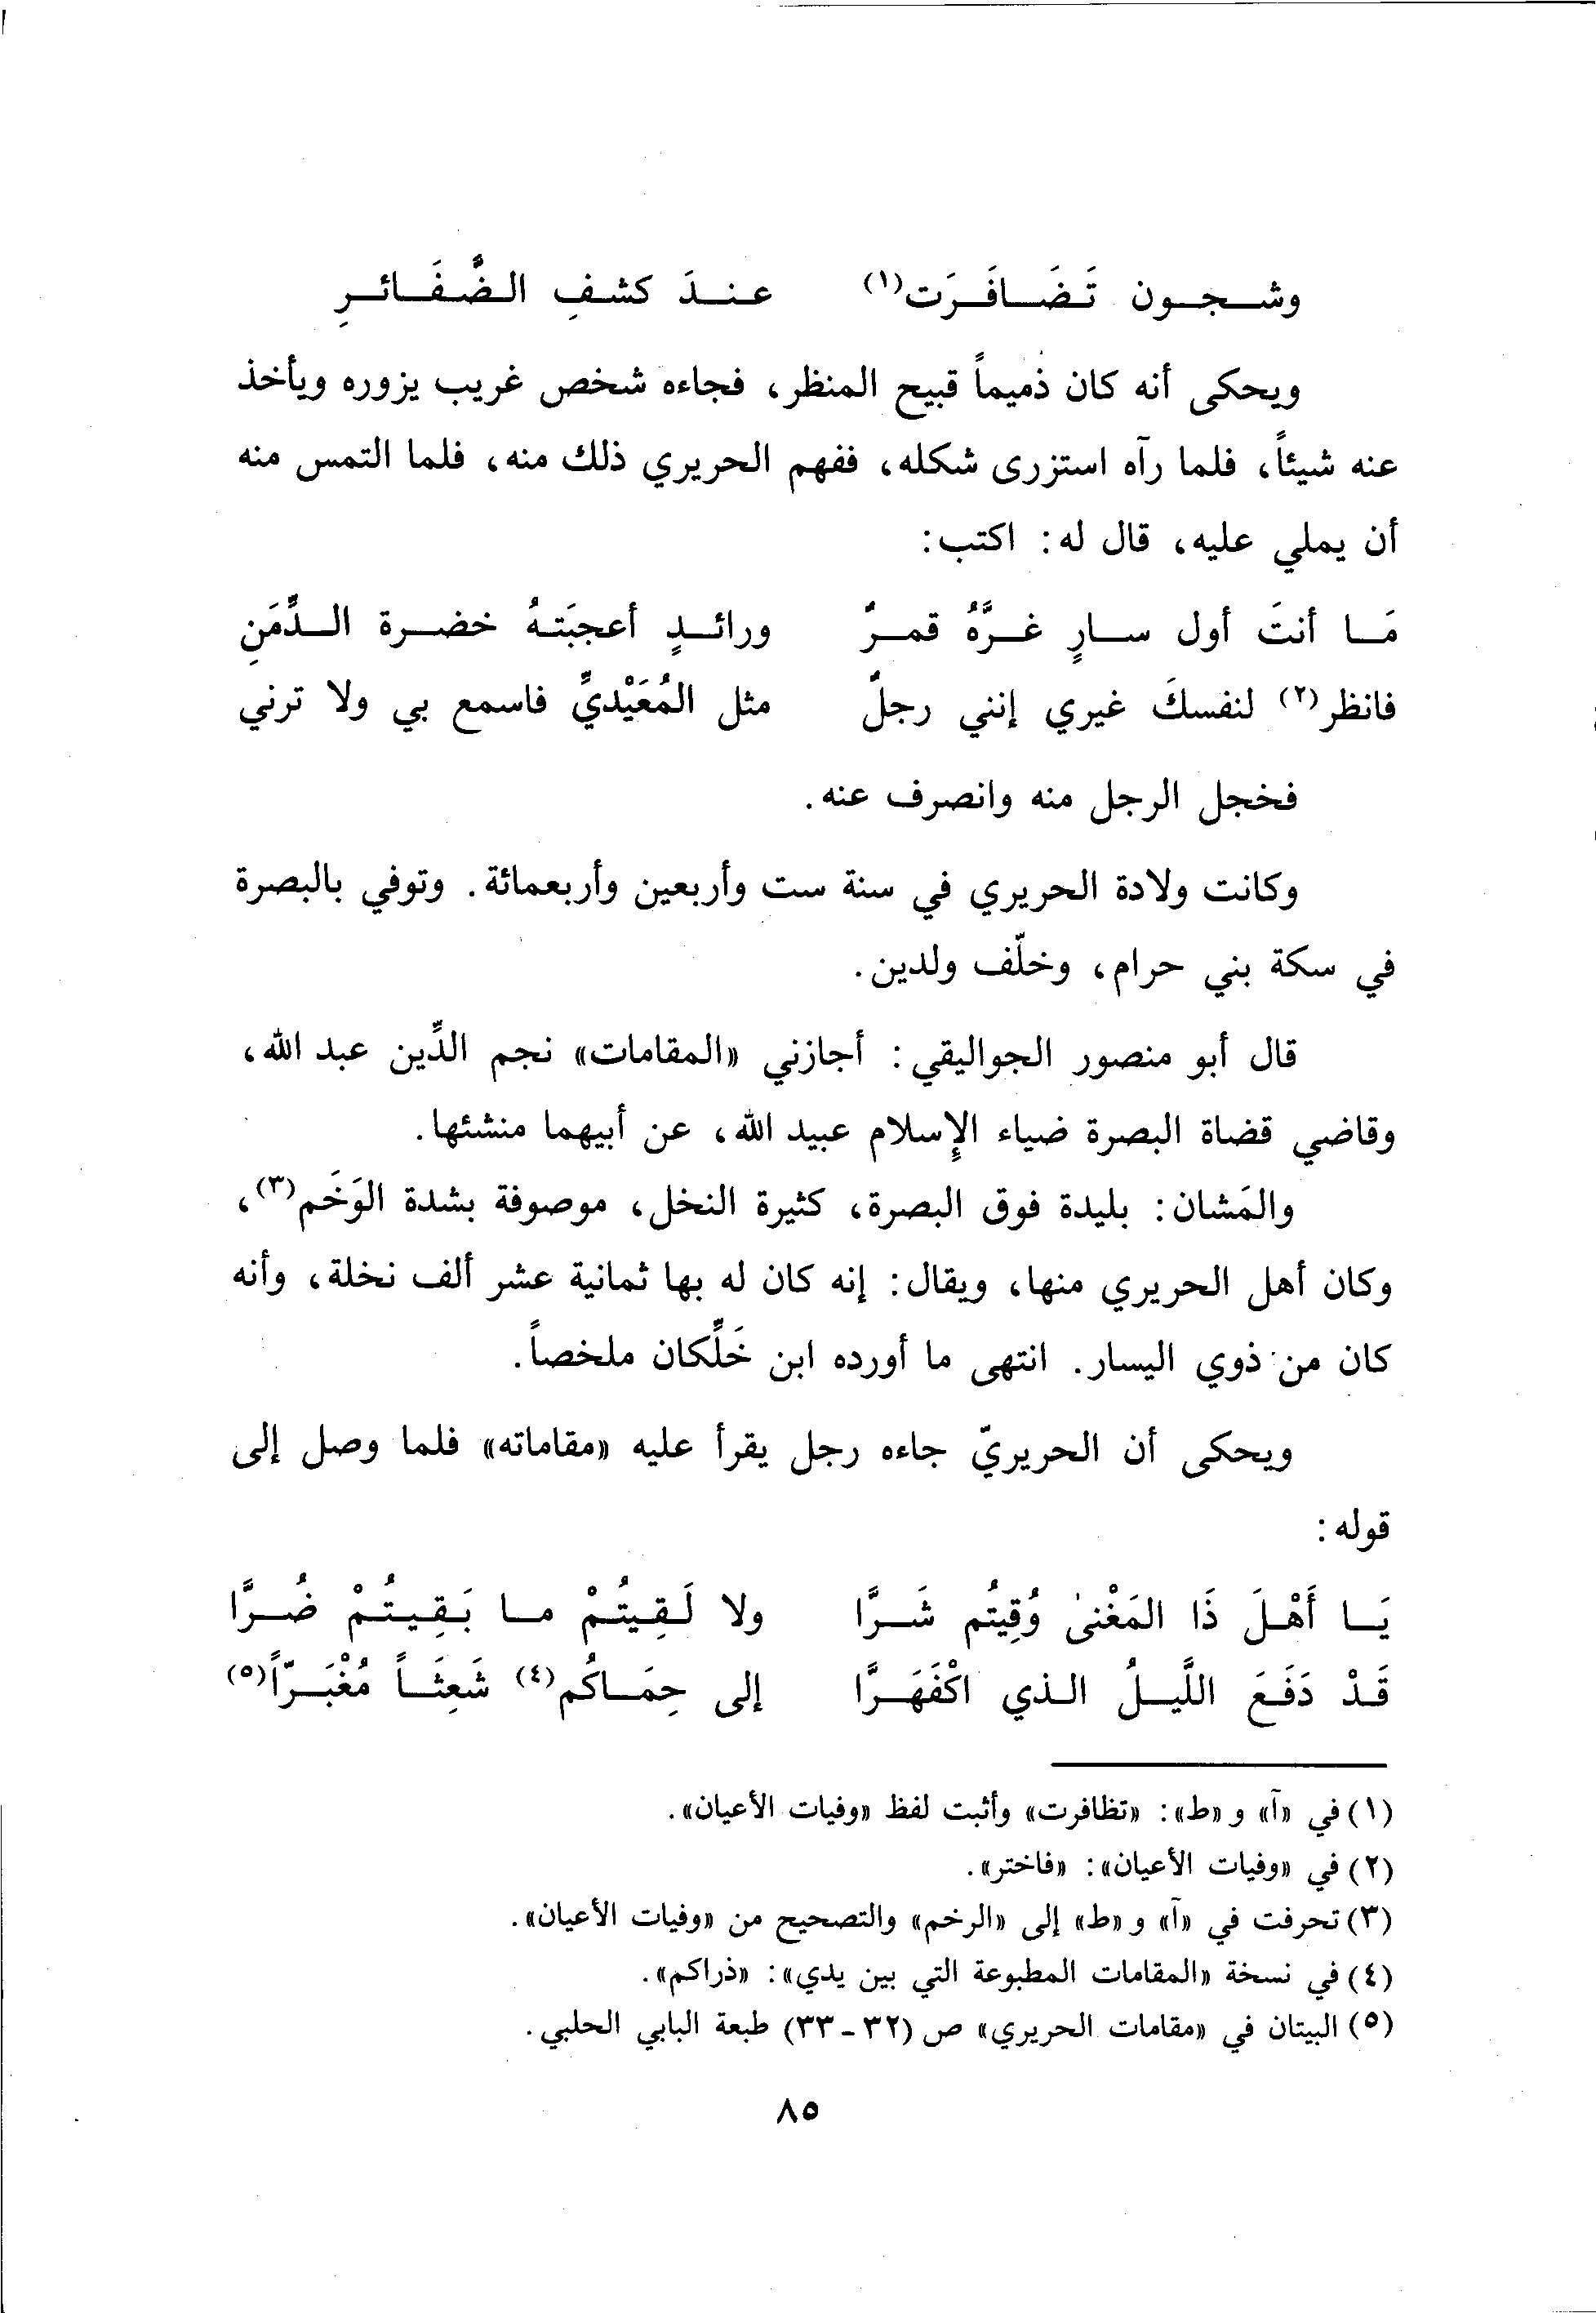 وشجون تَضَافَرَت(١) عندَ كشفِ الضَّفَائرِ
ويحكى أنه كان ذميماً قبيح المنظر، فجاءه شخص غريب يزوره ويأخذ
عنه شيئاً، فلما رآه استزرى شكله، ففهم الحريري ذلك منه، فلما التمس منه
أن يملي عليه، قال له: اكتب:
مَا أنتَ أول سارٍ غرَّهُ قمرٌ ورائدٍ أعجبَتهُ خضرة الدِّمَنِ
فانظر(٢) لنفسكَ غيري إنني رجلٌ مثل المُعَيْديِّ فاسمع بي ولا ترني
فخجل الرجل منه وانصرف عنه.
وكانت ولادة الحريري في سنة ست وأربعين وأربعمائة. وتوفي بالبصرة
في سكة بني حرام، وخلّف ولدين.
قال أبو منصور الجواليقي: أجازني «المقامات» نجم الدِّين عبد الله،
وقاضي قضاة البصرة ضياء الإسلام عبيد الله، عن أبيهما منشئها.
والمَشان: بليدة فوق البصرة، كثيرة النخل، موصوفة بشدة الوَخَم(٣)،
وكان أهل الحريري منها، ويقال: إنه كان له بها ثمانية عشر ألف نخلة، وأنه
كان من ذوي اليسار. انتهى ما أورده ابن خَلِّكان ملخصاً.
ويحكى أن الحريريّ جاءه رجل يقرأ عليه «مقاماته» فلما وصل إلى
قوله:
يَا أَهْلَ ذَا المَغْنىٰ وُقِيتُم شَرَّا ولا لَقِيتُمْ ما بَقِيتُمْ ضُرَّا
قَدْ دَفَعَ اللَّيلُ الذي اكْفَهَرَّا إلى حِمَاكُم(٤) شَعِثَاً مُغْبَرّاً(٥)
(١) في «آ» و «ط»: «تظافرت» وأثبت لفظ «وفيات الأعيان».
(٢) في «وفيات الأعيان»: «فاختر».
(٣) تحرفت في «آ» و «ط» إلى «الرخم» والتصحيح من «وفيات الأعيان».
(٤) في نسخة «المقامات المطبوعة التي بين يدي»: «ذراكم».
(٥) البيتان في «مقامات الحريري» ص (٣٢ - ٣٣) طبعة البابي الحلبي.
٨٥